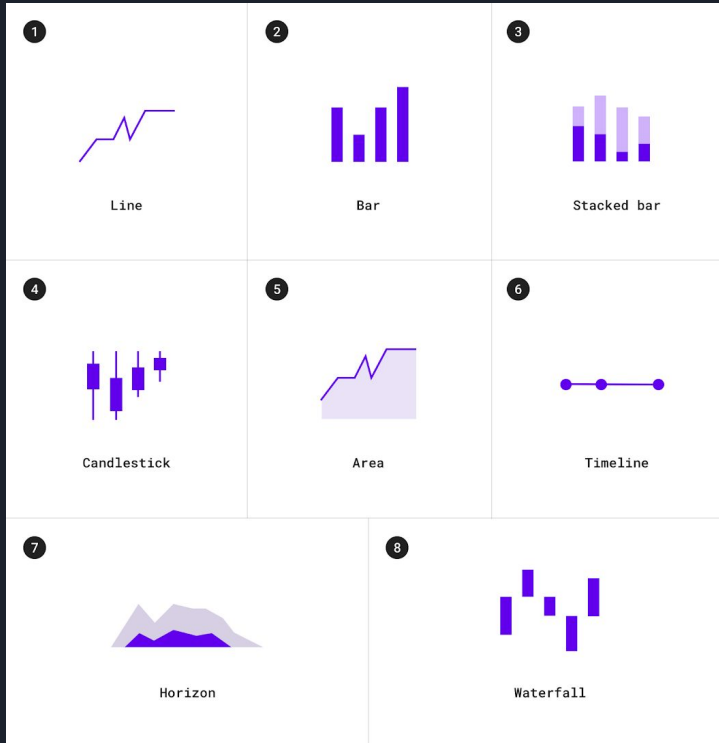 1
Line
2
Bar
3
Stacked bar
4
Candlestick
5
Area
6
Timeline
7
Horizon
8
Waterfall